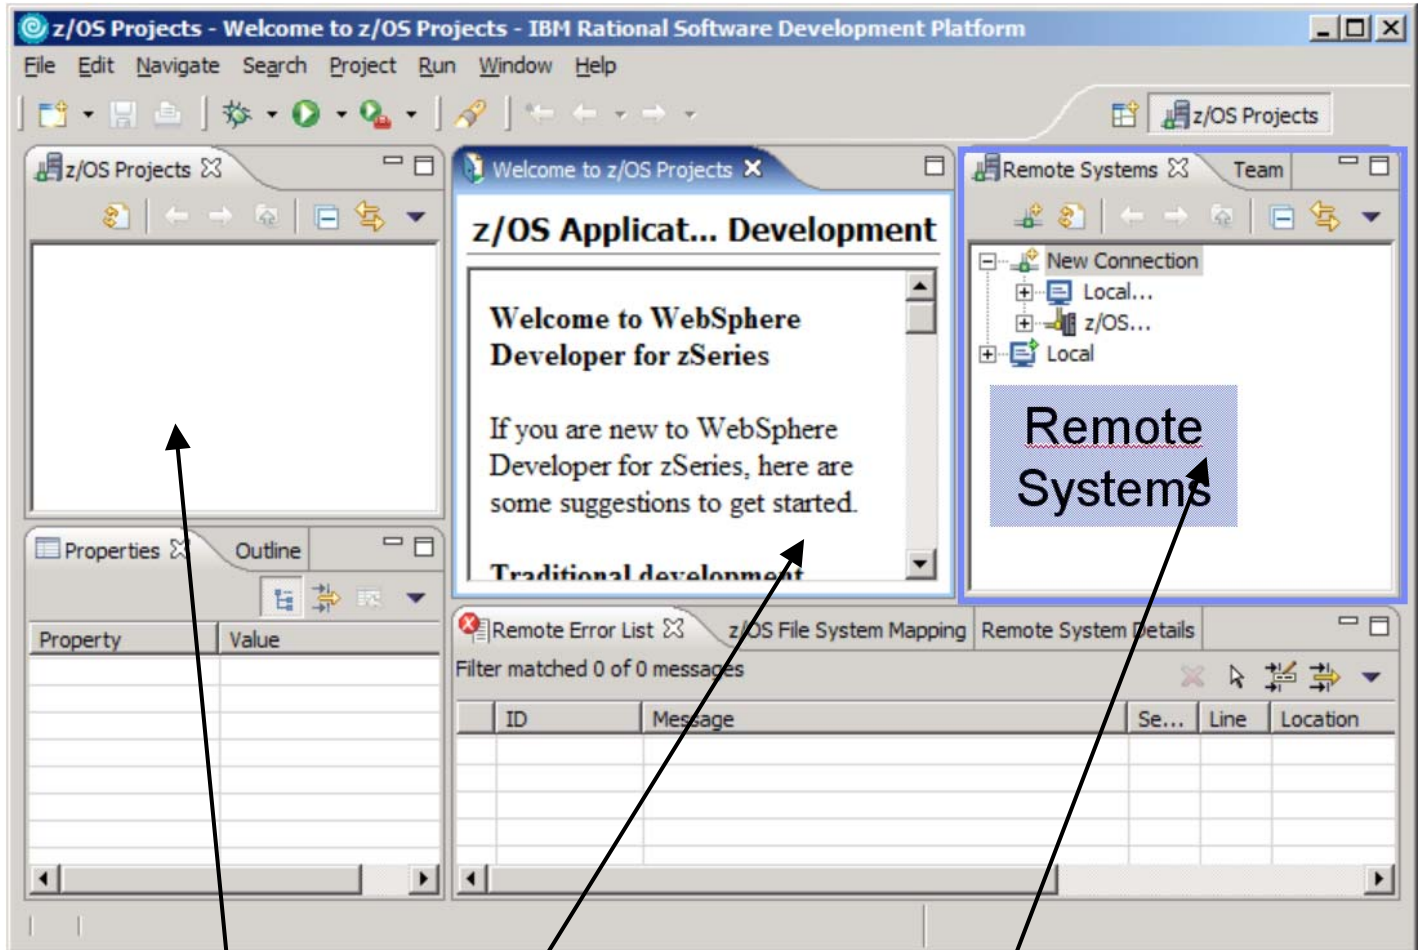 z/OS Projects - Welcome to z/OS Projects - IBM Rational Software Development Platform
File Edit Navigate Search Project Run Window Help
z/OS Projects
z/OS Projects
Welcome to z/OS Projects
Remote Systems Team
z/OS Applicat... Development
New Connection
Local...
z/OS...
Local
Welcome to WebSphere
Developer for zSeries
If you are new to WebSphere
Developer for zSeries, here are
some suggestions to get started.
Traditional development
Remote
Systems
Properties Outline
Property Value
Remote Error List z/OS File System Mapping Remote System Details
Filter matched 0 of 0 messages
ID Message Se... Line Location